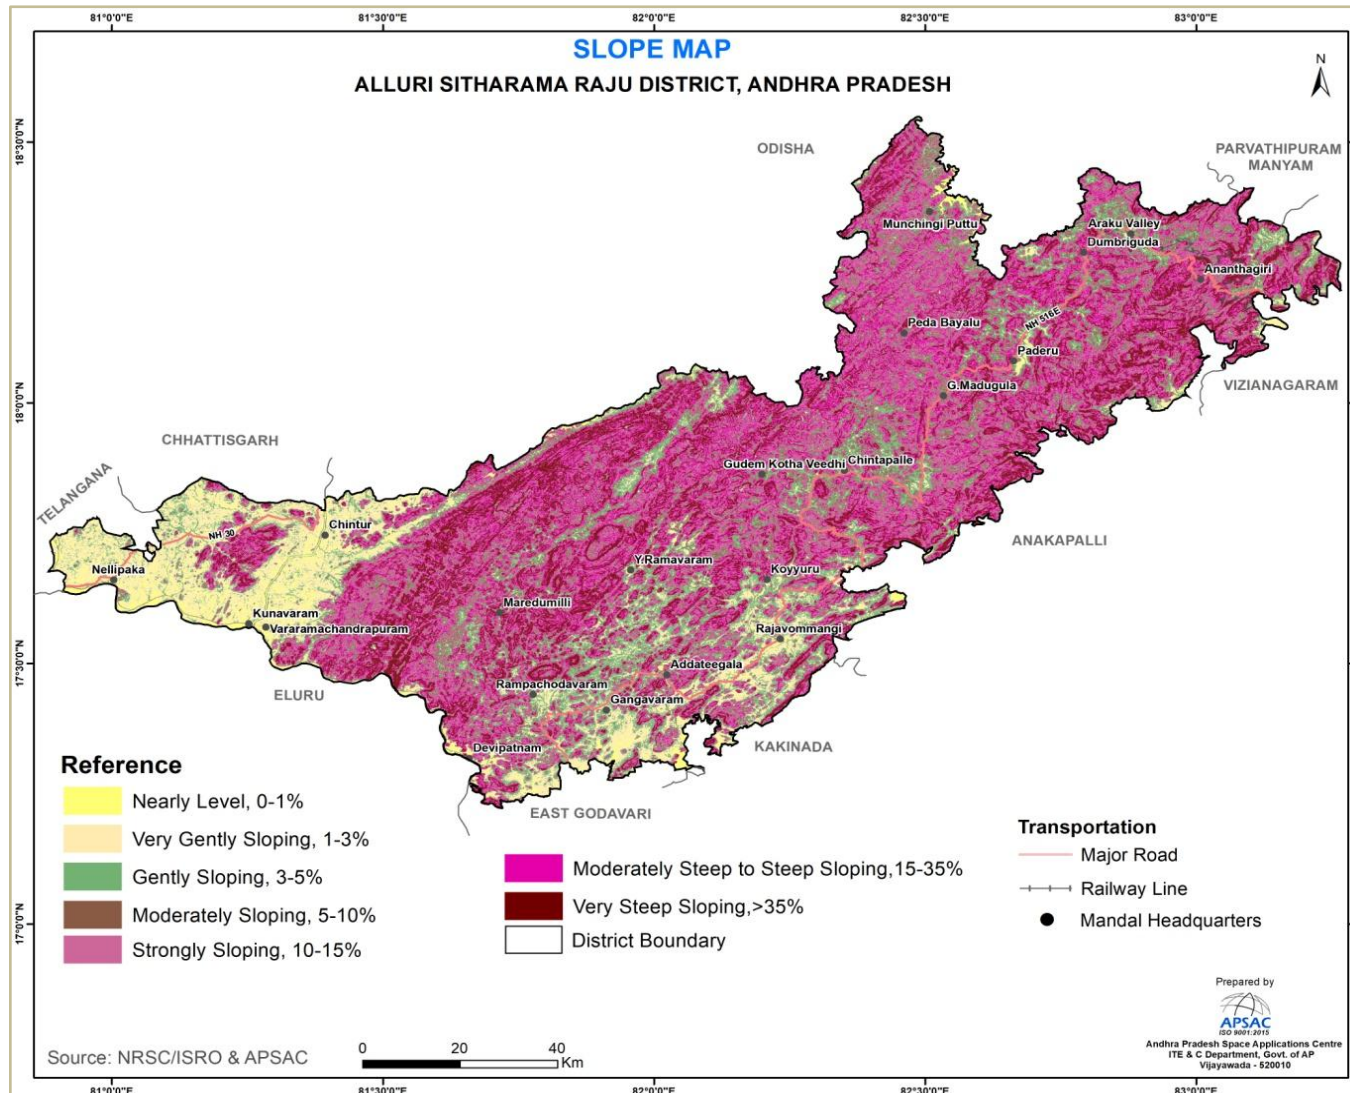 81°0'0"E 81°30'0"E 82°0'0"E 82°30'0"E 83°0'0"E
SLOPE MAP
ALLURI SITHARAMA RAJU DISTRICT, ANDHRA PRADESH
N
18°30'0"N
18°0'0"N
17°30'0"N
17°0'0"N
ODISHA
PARVATHIPURAM
MANYAM
Munchingi Puttu
Araku Valley
Dumbriguda
Ananthagiri
Peda Bayalu
NH 516E
Paderu
G.Madugula
VIZIANAGARAM
CHHATTISGARH
TELANGANA
Gudem Kotha Veedhi
Chintapalle
NH 30
Chintur
ANAKAPALLI
Nellipaka
Y.Ramavaram
Koyyuru
Kunavaram
Vararamachandrapuram
Maredumilli
Rajavommangi
Addateegala
ELURU
Rampachodavaram
Gangavaram
Devipatnam
KAKINADA
EAST GODAVARI
Reference
Nearly Level, 0-1%
Very Gently Sloping, 1-3%
Gently Sloping, 3-5%
Moderately Sloping, 5-10%
Strongly Sloping, 10-15%
Moderately Steep to Steep Sloping,15-35%
Very Steep Sloping,>35%
District Boundary
Transportation
Major Road
Railway Line
Mandal Headquarters
Source: NRSC/ISRO & APSAC
0 20 40
Km
Prepared by
APSAC
ISO 9001:2015
Andhra Pradesh Space Applications Centre
ITE & C Department, Govt. of AP
Vijayawada - 520010
81°0'0"E 81°30'0"E 82°0'0"E 82°30'0"E 83°0'0"E